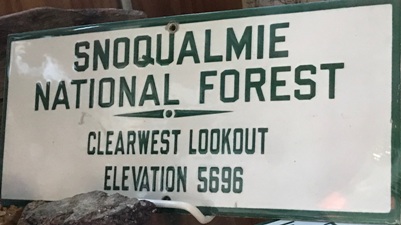 SNOQUALMIE
NATIONAL FOREST
CLEARWEST LOOKOUT
ELEVATION 5696